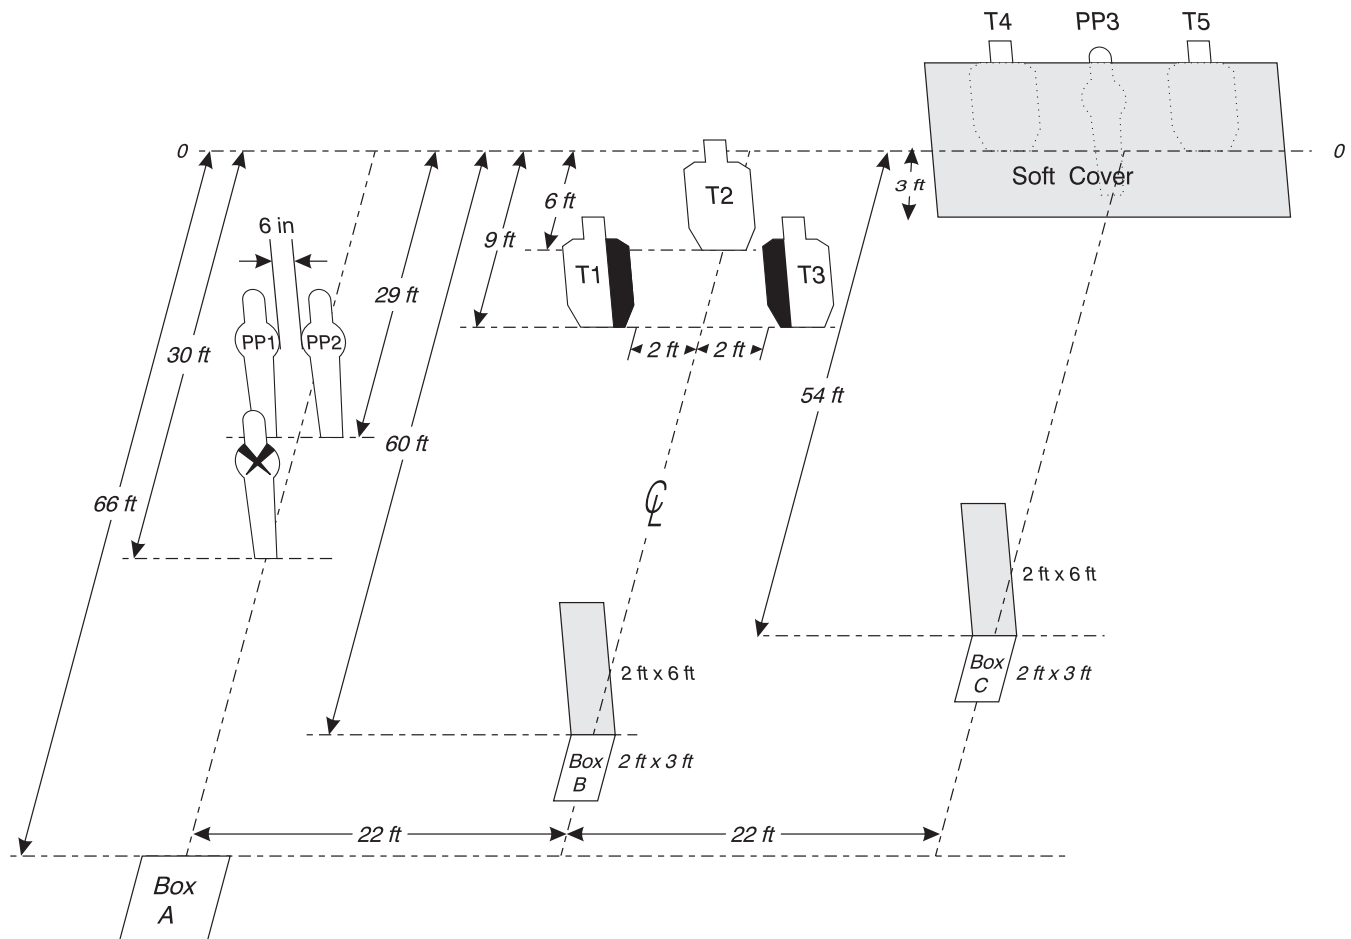 T4 PP3 T5
0 0
Soft Cover
3 ft
T2
6 ft
6 in
9 ft
T1 T3
29 ft
PP1 PP2
30 ft
2 ft 2 ft
54 ft
60 ft
66 ft
CL
2 ft x 6 ft
Box
C
2 ft x 3 ft
2 ft x 6 ft
Box
B
2 ft x 3 ft
22 ft 22 ft
Box
A